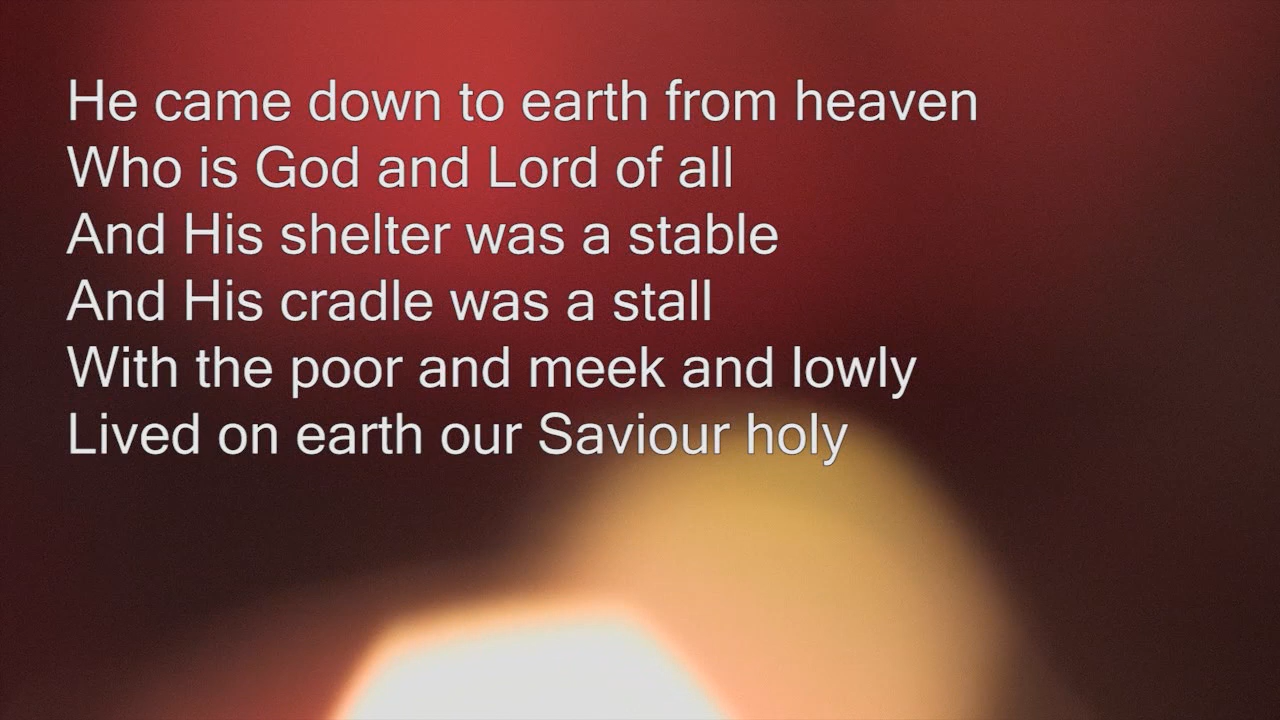 He came down to earth from heaven
Who is God and Lord of all
And His shelter was a stable
And His cradle was a stall
With the poor and meek and lowly
Lived on earth our Saviour holy